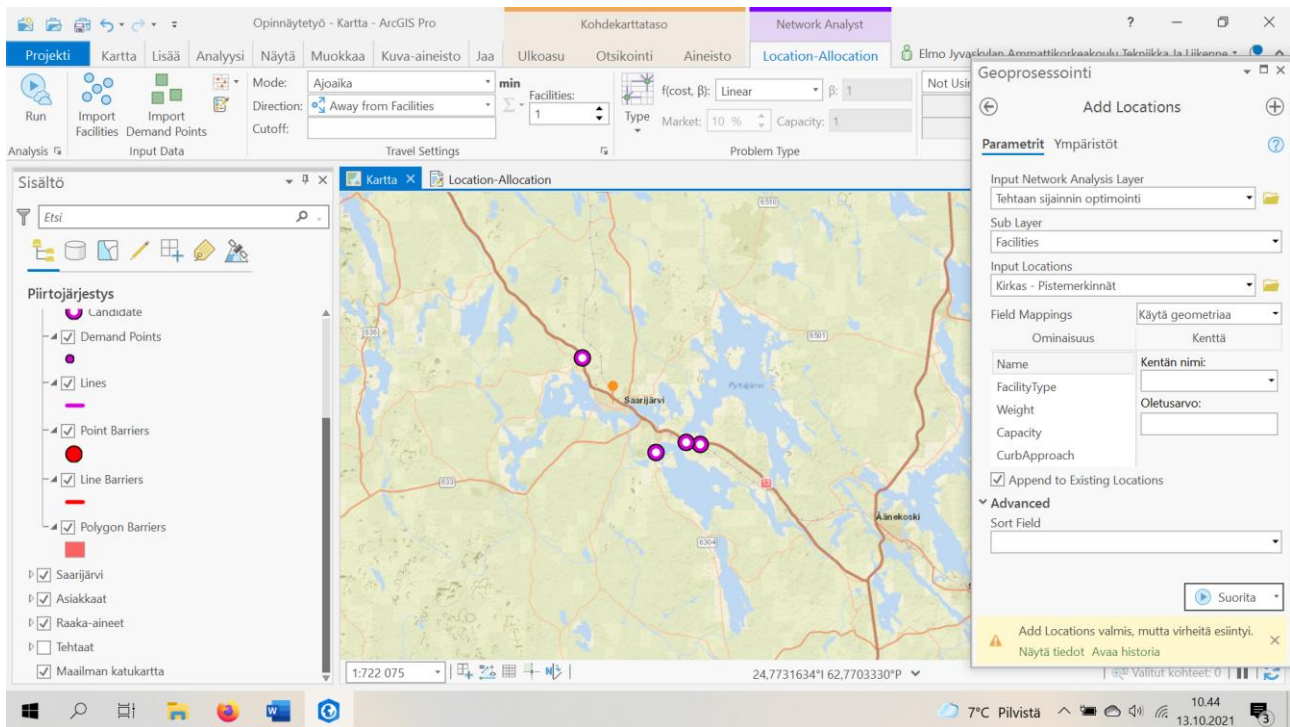 Opinnäytetyö - Kartta - ArcGIS Pro
Kohdekarttataso
Network Analyst
?
Projekti Kartta Lisää Analyysi Näytä Muokkaa Kuva-aineisto Jaa Ulkoasu Otsikointi Aineisto Location-Allocation
Elmo Jyvaskylan Ammattikorkeakoulu Tekniikka Ja Liikenne
Run
Import Facilities
Import Demand Points
Mode: Ajoaika
Direction: Away from Facilities
Cutoff:
min
Facilities:
1
Type
f(cost, β): Linear β: 1
Market: 10 % Capacity: 1
Not Usin
Analysis Input Data Travel Settings Problem Type
Sisältö
Etsi
Piirtojärjestys
Candidate
Demand Points
Lines
Point Barriers
Line Barriers
Polygon Barriers
Saarijärvi
Asiakkaat
Raaka-aineet
Tehtaat
Maailman katukartta
Kartta
Location-Allocation
6510
636
6501
Pyhäjärvi
Saarijärvi
633
13
Äänekoski
6304
1:722 075
24,7731634°I 62,7703330°P
Valitut kohteet: 0
Geoprosessointi
Add Locations
Parametrit Ympäristöt
Input Network Analysis Layer
Tehtaan sijainnin optimointi
Sub Layer
Facilities
Input Locations
Kirkas - Pistemerkinnät
Field Mappings Käytä geometriaa
Ominaisuus Kenttä
Name
FacilityType
Weight
Capacity
CurbApproach
Kentän nimi:
Oletusarvo:
Append to Existing Locations
Advanced
Sort Field
Suorita
Add Locations valmis, mutta virheitä esiintyi.
Näytä tiedot Avaa historia
7°C Pilvistä
10.44
13.10.2021
3